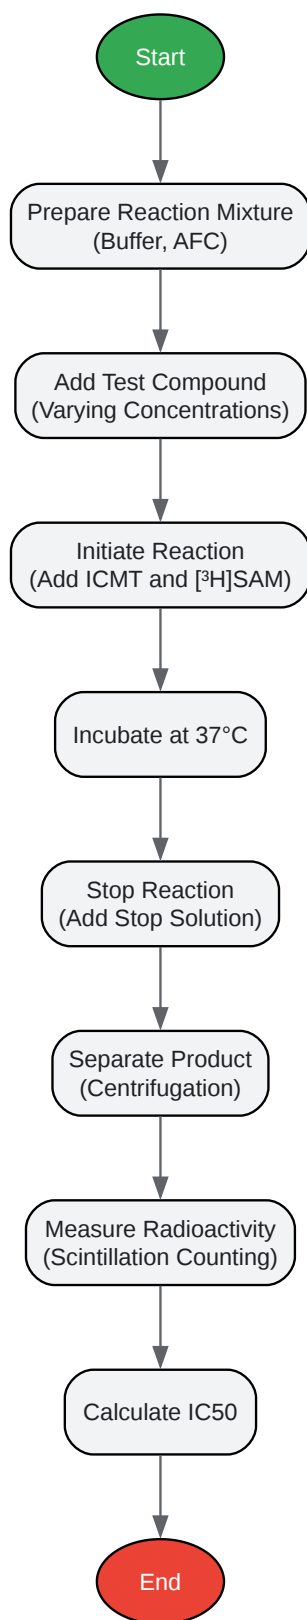 Start
Prepare Reaction Mixture
(Buffer, AFC)
Add Test Compound
(Varying Concentrations)
Initiate Reaction
(Add ICMT and [³H]SAM)
Incubate at 37°C
Stop Reaction
(Add Stop Solution)
Separate Product
(Centrifugation)
Measure Radioactivity
(Scintillation Counting)
Calculate IC50
End